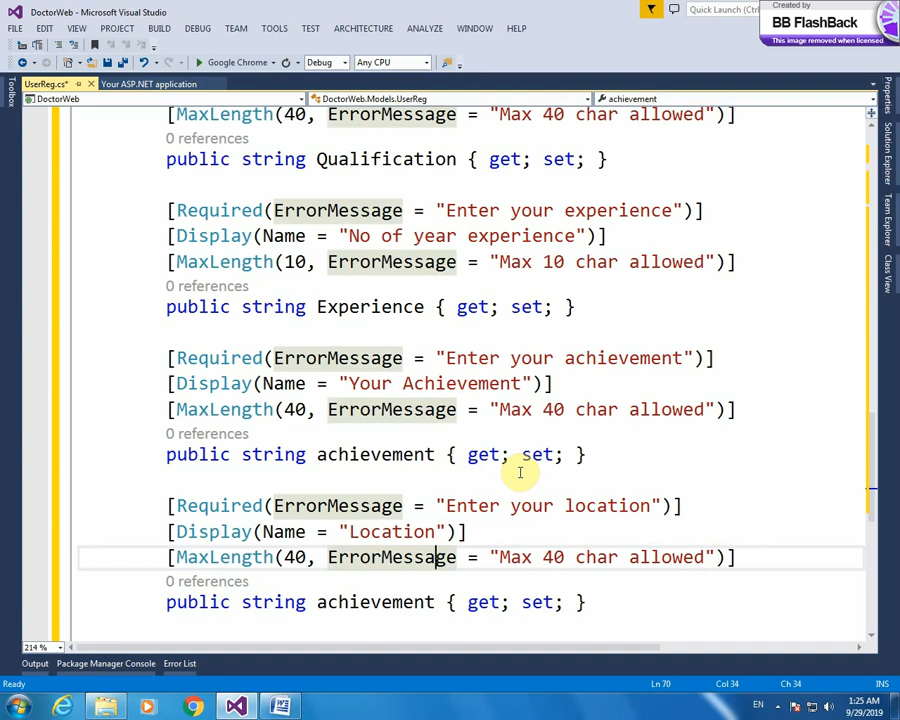 DoctorWeb - Microsoft Visual Studio
Quick Launch (Ctrl
Created by
BB FlashBack
This image removed when licensed
FILE EDIT VIEW PROJECT BUILD DEBUG TEAM TOOLS TEST ARCHITECTURE ANALYZE WINDOW HELP
Google Chrome Debug Any CPU
UserReg.cs* Your ASP.NET application
DoctorWeb DoctorWeb.Models.UserReg achievement
Toolbox
Properties
Solution Explorer
Team Explorer
Class View
[MaxLength(40, ErrorMessage = "Max 40 char allowed")]
0 references
public string Qualification { get; set; }
[Required(ErrorMessage = "Enter your experience")]
[Display(Name = "No of year experience")]
[MaxLength(10, ErrorMessage = "Max 10 char allowed")]
0 references
public string Experience { get; set; }
[Required(ErrorMessage = "Enter your achievement")]
[Display(Name = "Your Achievement")]
[MaxLength(40, ErrorMessage = "Max 40 char allowed")]
0 references
public string achievement { get; set; }
[Required(ErrorMessage = "Enter your location")]
[Display(Name = "Location")]
[MaxLength(40, ErrorMessage = "Max 40 char allowed")]
0 references
public string achievement { get; set; }
214 %
Output Package Manager Console Error List
Ready Ln 70 Col 34 Ch 34 INS
EN 1:25 AM
9/29/2019